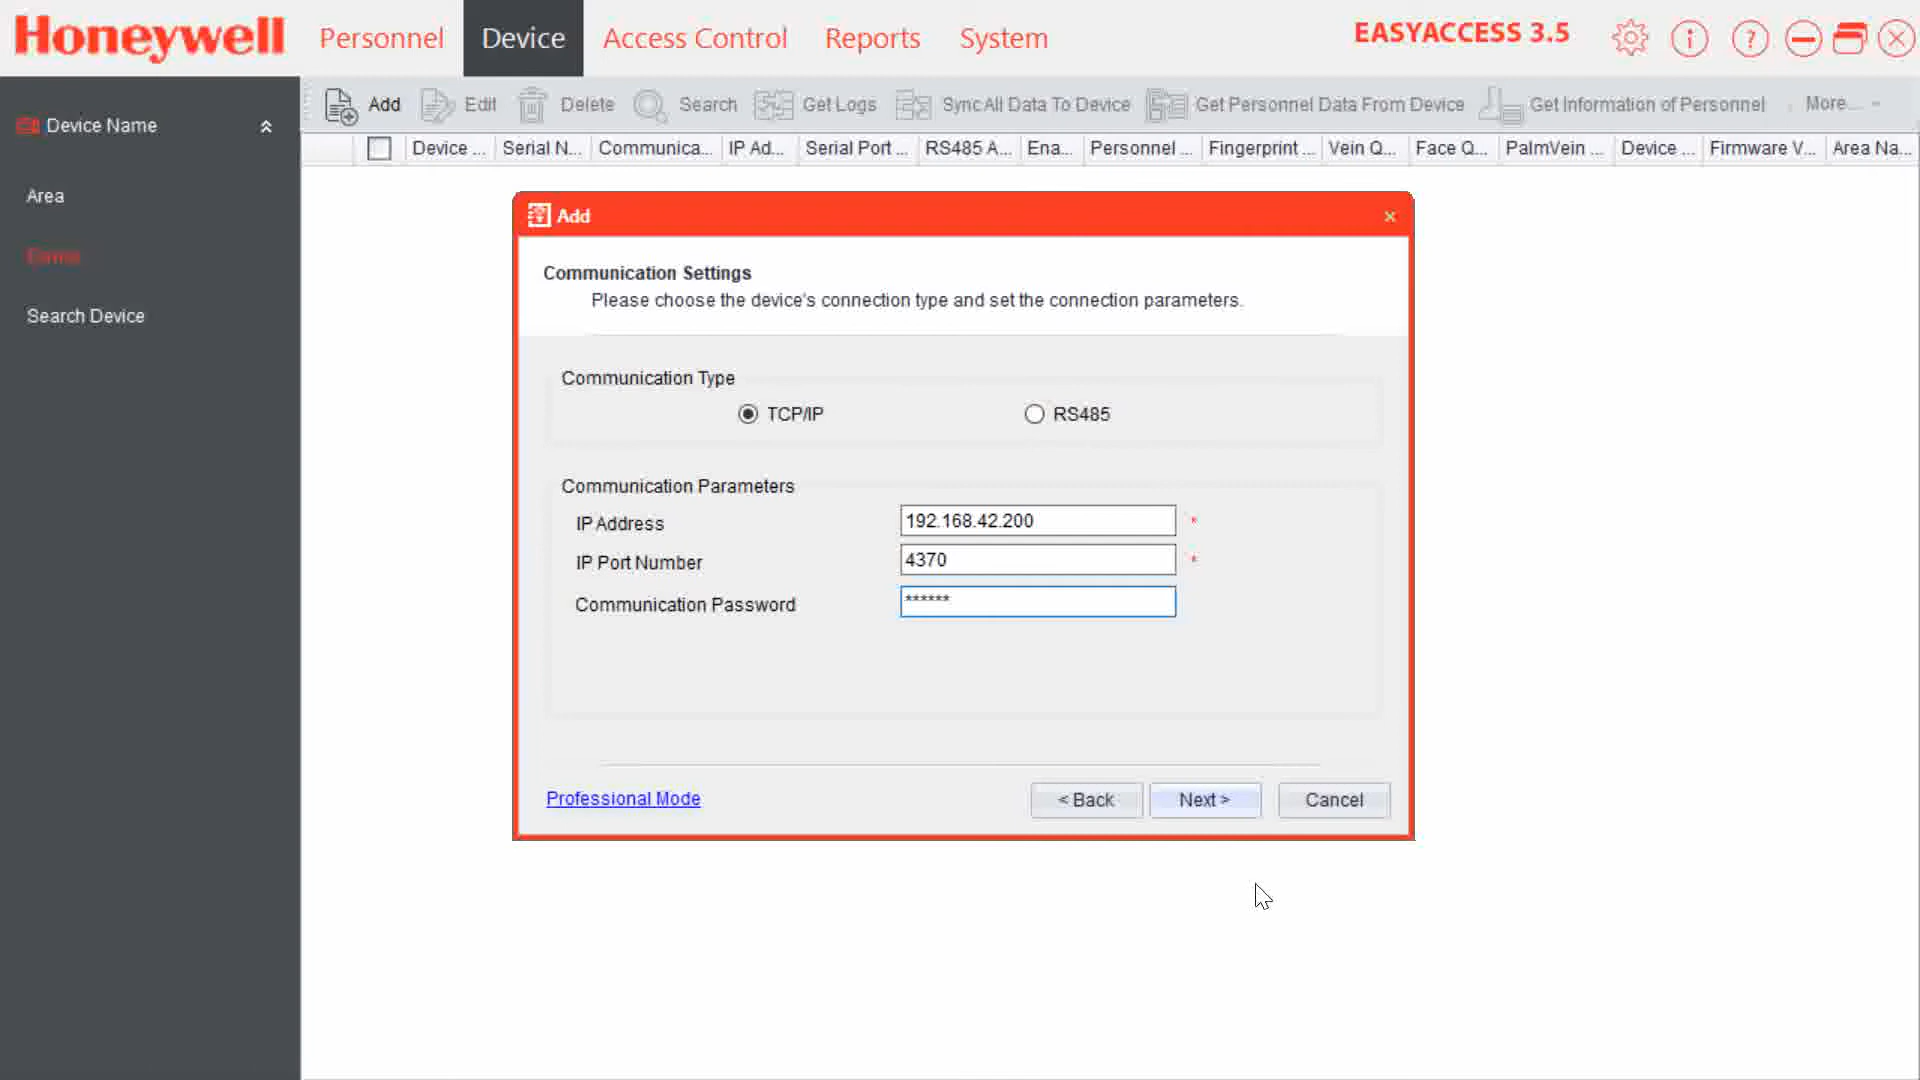 Honeywell
Personnel
Device
Access Control
Reports
System
EASYACCESS 3.5
Device Name
Area
Search Device
Add
Edit
Delete
Search
Get Logs
Sync All Data To Device
Get Personnel Data From Device
Get Information of Personnel
More...
Device ...
Serial N...
Communica...
IP Ad...
Serial Port ...
RS485 A...
Ena...
Personnel ...
Fingerprint ...
Vein Q...
Face Q...
PalmVein ...
Device ...
Firmware V...
Area Na...
Add
Communication Settings
Please choose the device's connection type and set the connection parameters.
Communication Type
TCP/IP
RS485
Communication Parameters
IP Address
192.168.42.200
*
IP Port Number
4370
*
Communication Password
******
Professional Mode
< Back
Next >
Cancel